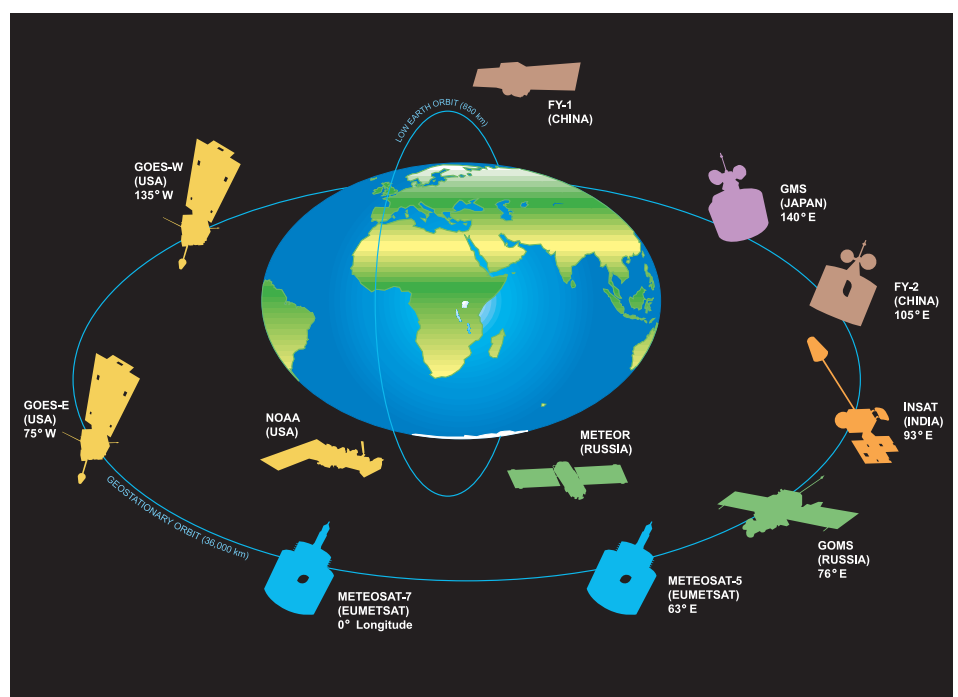 FY-1
(CHINA)
LOW EARTH ORBIT (850 km)
GOES-W
(USA)
135° W
GMS
(JAPAN)
140° E
FY-2
(CHINA)
105° E
GOES-E
(USA)
75° W
NOAA
(USA)
METEOR
(RUSSIA)
INSAT
(INDIA)
93° E
GEOSTATIONARY ORBIT (36,000 km)
GOMS
(RUSSIA)
76° E
METEOSAT-7
(EUMETSAT)
0° Longitude
METEOSAT-5
(EUMETSAT)
63° E